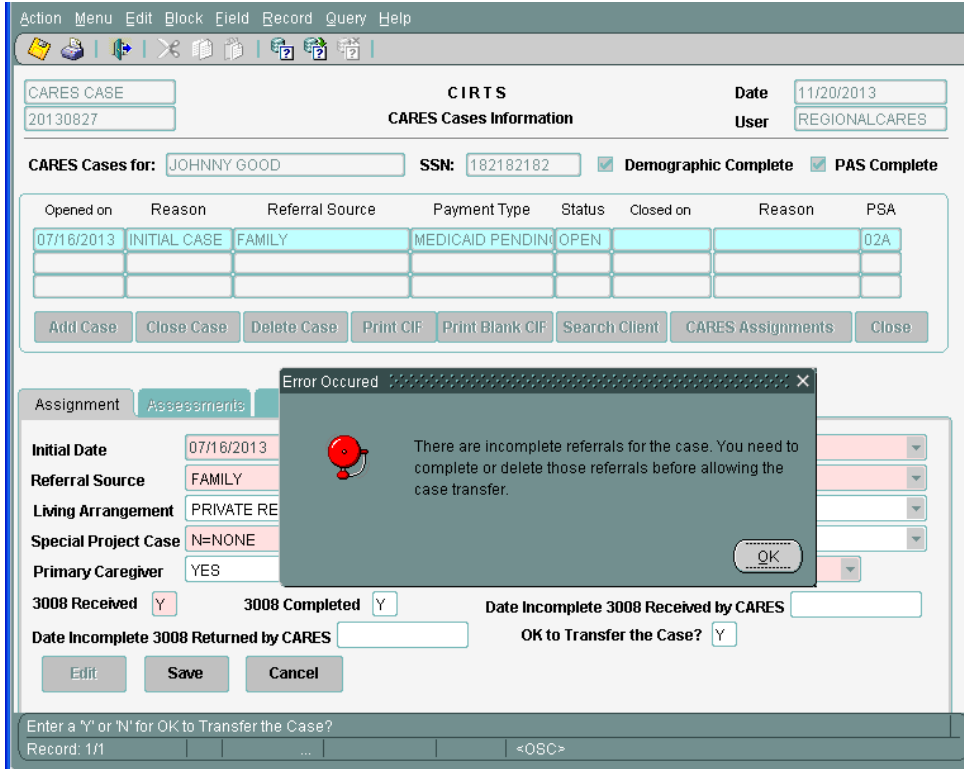 Action Menu Edit Block Field Record Query Help
CARES CASE CIRTS Date 11/20/2013
20130827 CARES Cases Information User REGIONALCARES
CARES Cases for: JOHNNY GOOD SSN: 182182182 Demographic Complete PAS Complete
Opened on Reason Referral Source Payment Type Status Closed on Reason PSA
07/16/2013 INITIAL CASE FAMILY MEDICAID PENDING OPEN 02A
Add Case Close Case Delete Case Print CIF Print Blank CIF Search Client CARES Assignments Close
Error Occured
Assignment Assessments
There are incomplete referrals for the case. You need to
complete or delete those referrals before allowing the
case transfer.
OK
Initial Date 07/16/2013
Referral Source FAMILY
Living Arrangement PRIVATE RE
Special Project Case N=NONE
Primary Caregiver YES
3008 Received Y 3008 Completed Y Date Incomplete 3008 Received by CARES
Date Incomplete 3008 Returned by CARES OK to Transfer the Case? Y
Edit Save Cancel
Enter a 'Y' or 'N' for OK to Transfer the Case?
Record: 1/1 ... <OSC>